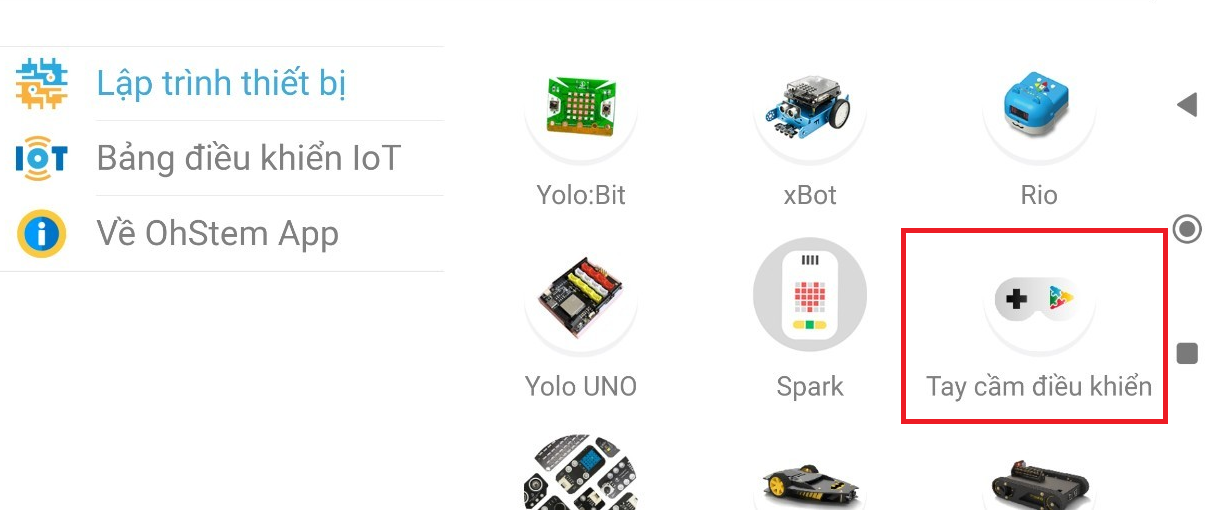 Lập trình thiết bị
IOT
Bảng điều khiển IoT
i
Về OhStem App
Yolo:Bit
xBot
Rio
Yolo UNO
Spark
Tay cầm điều khiển